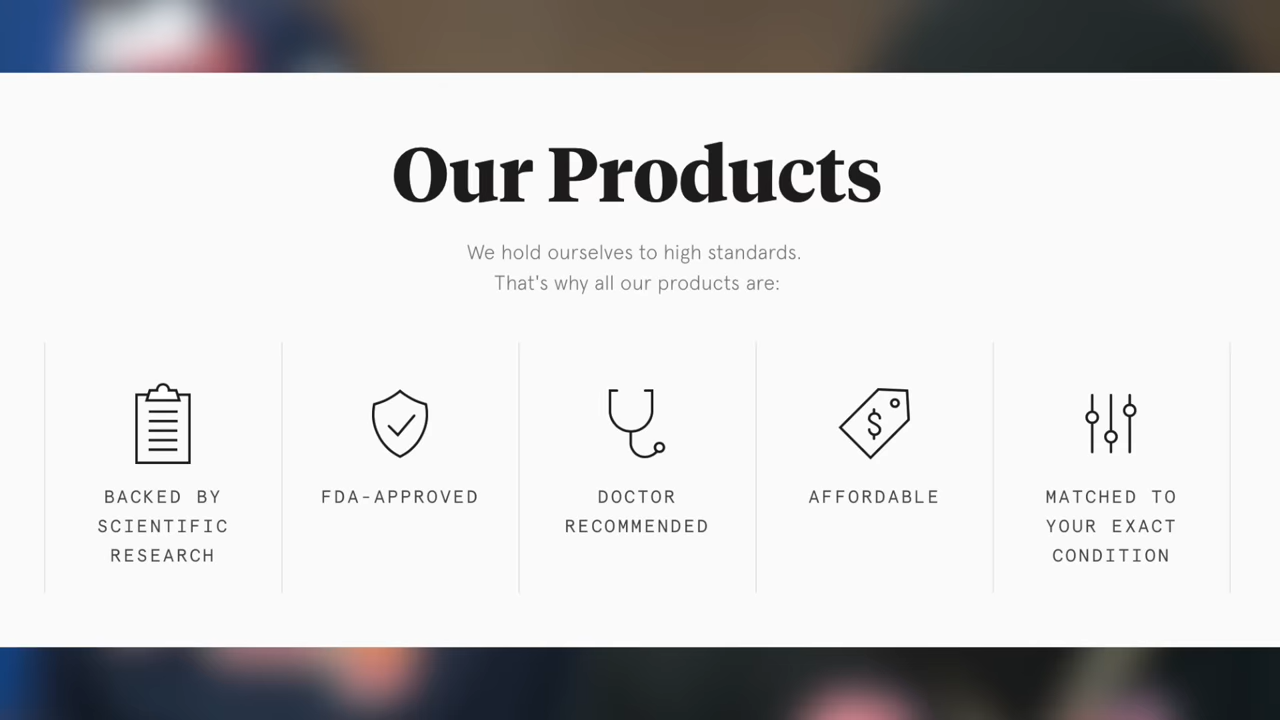 Our Products
We hold ourselves to high standards.
That's why all our products are:
BACKED BY
SCIENTIFIC
RESEARCH
FDA-APPROVED
DOCTOR
RECOMMENDED
$
AFFORDABLE
MATCHED TO
YOUR EXACT
CONDITION